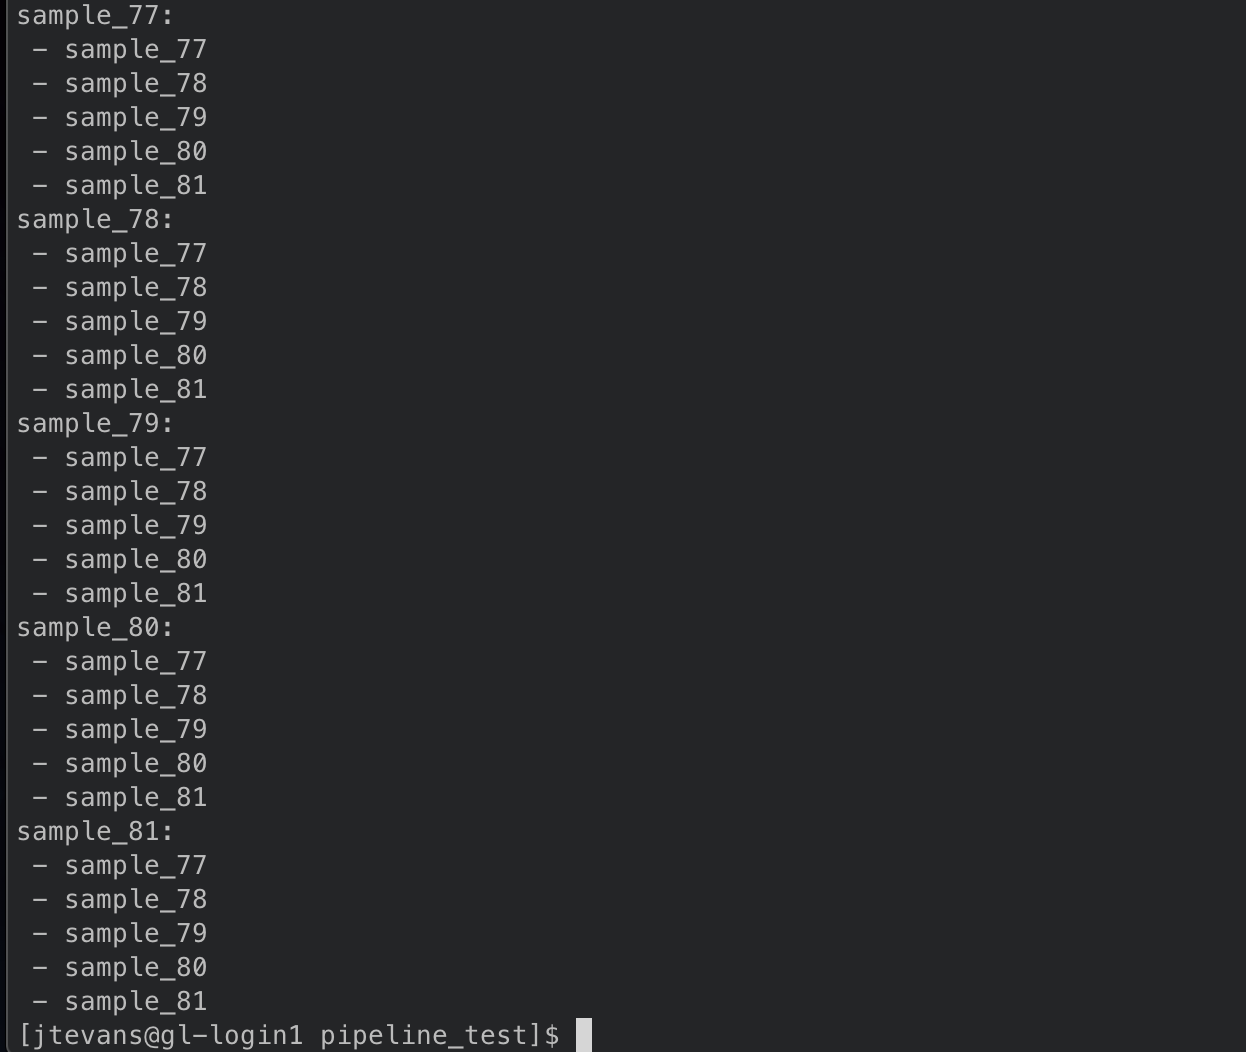 sample_77:
 - sample_77
 - sample_78
 - sample_79
 - sample_80
 - sample_81
sample_78:
 - sample_77
 - sample_78
 - sample_79
 - sample_80
 - sample_81
sample_79:
 - sample_77
 - sample_78
 - sample_79
 - sample_80
 - sample_81
sample_80:
 - sample_77
 - sample_78
 - sample_79
 - sample_80
 - sample_81
sample_81:
 - sample_77
 - sample_78
 - sample_79
 - sample_80
 - sample_81
[jtevans@gl-login1 pipeline_test]$